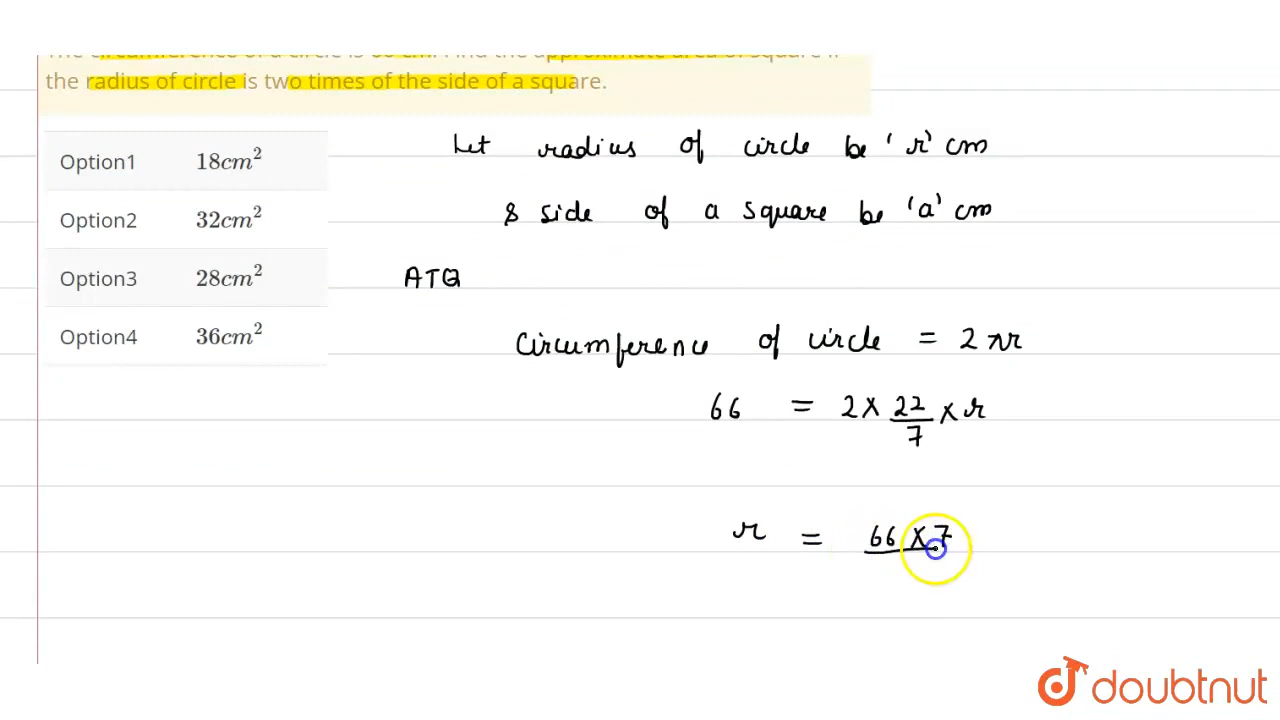 the radius of circle is two times of the side of a square.
Option1 18cm²
Option2 32cm²
Option3 28cm²
Option4 36cm²
Let radius of circle be 'r' cm
& side of a square be 'a' cm
ATQ
Circumference of circle = 2πr
66 = 2 × 22/7 × r
r = 66 × 7
doubtnut